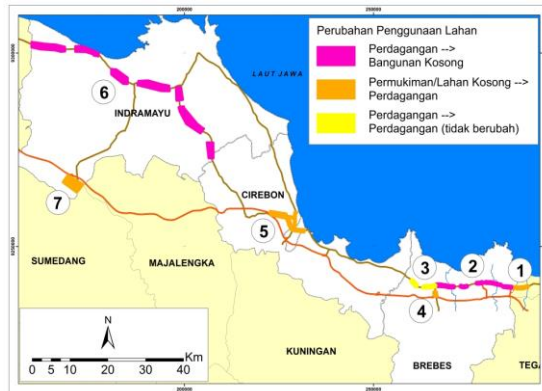 Perubahan Penggunaan Lahan
Perdagangan -->
Bangunan Kosong
Permukiman/Lahan Kosong -->
Perdagangan
Perdagangan -->
Perdagangan (tidak berubah)
LAUT JAWA
6
INDRAMAYU
CIREBON
7
5
SUMEDANG
MAJALENGKA
3
2
1
4
KUNINGAN
BREBES
TEGA
N
Km
0 5 10 20 30 40